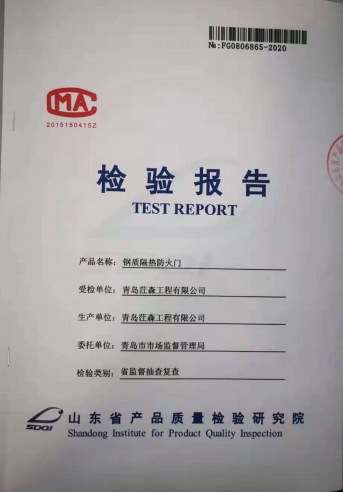 №:FG0806865-2020
CMA
2015150415Z
检验报告
TEST REPORT
产品名称：钢质隔热防火门
受检单位：青岛荏森工程有限公司
生产单位：青岛荏森工程有限公司
委托单位：青岛市市场监督管理局
检验类别：省监督抽查复查
SDQI
山东省产品质量检验研究院
Shandong Institute for Product Quality Inspection